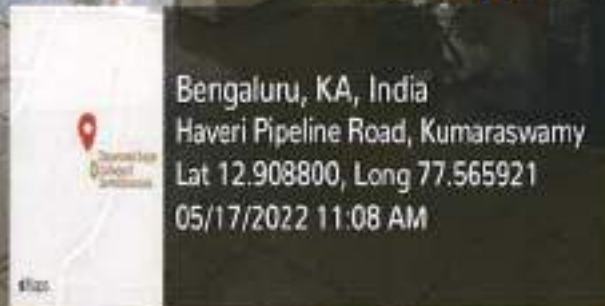 Bengaluru, KA, India
Haveri Pipeline Road, Kumaraswamy
Lat 12.908800, Long 77.565921
05/17/2022 11:08 AM
Maps